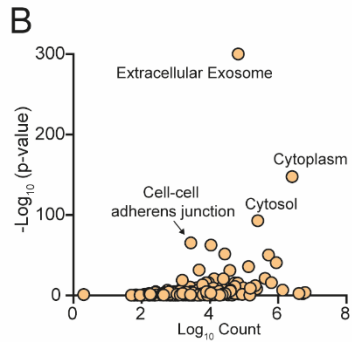 B
300
Extracellular Exosome
-Log10 (p-value)
200
Cytoplasm
Cell-cell
adherens junction
Cytosol
100
0
0 2 4 6 8
Log10 Count